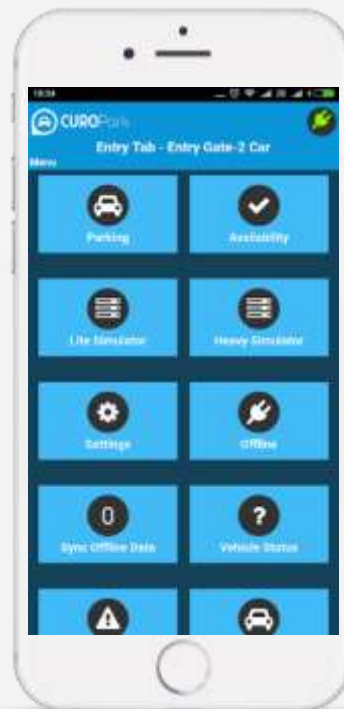 CUROPark
Entry Tab - Entry Gate-2 Car
Menu
Parking
Availability
Lite Simulator
Heavy Simulator
Settings
Offline
0
Sync Offline Data
?
Vehicle Status